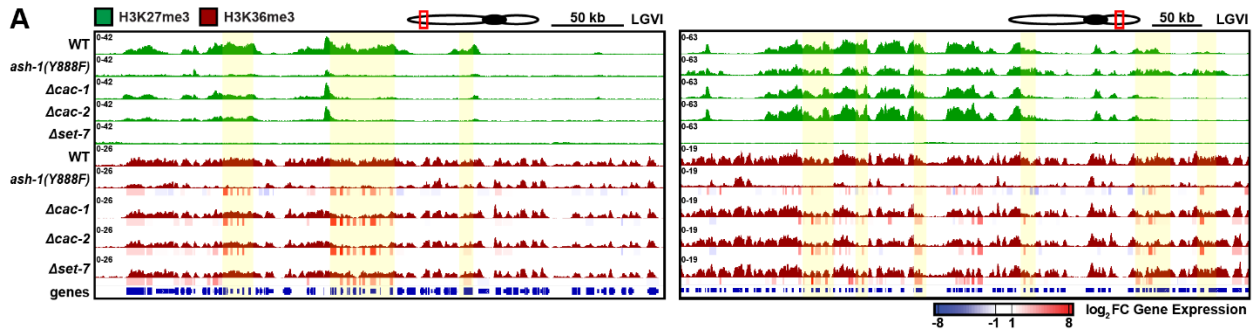 A
H3K27me3 H3K36me3 50 kb LGVI 50 kb LGVI
WT 0-42 0-63
ash-1(Y888F) 0-42 0-63
Δcac-1 0-42 0-63
Δcac-2 0-42 0-63
Δset-7 0-42 0-63
WT 0-26 0-19
ash-1(Y888F) 0-26 0-19
Δcac-1 0-26 0-19
Δcac-2 0-26 0-19
Δset-7 0-26 0-19
genes
log₂FC Gene Expression
-8 -1 1 8